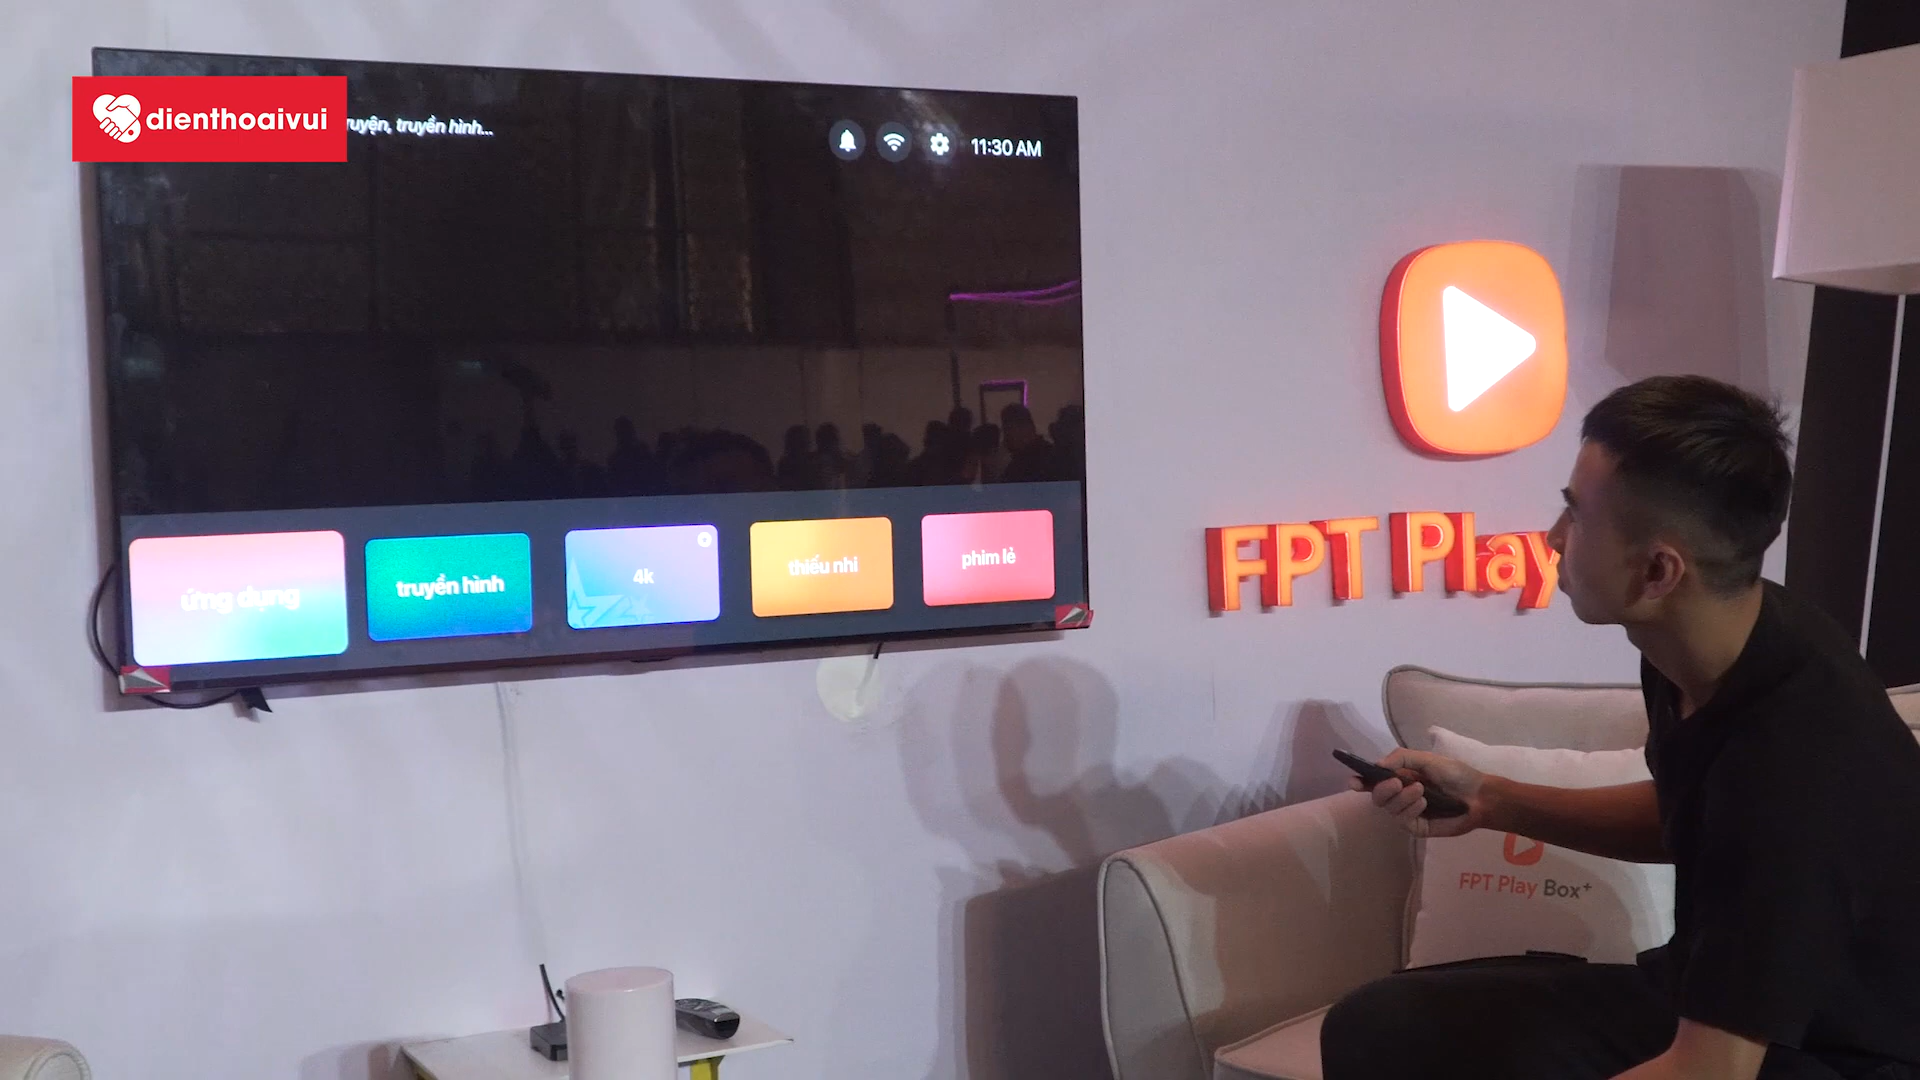 dienthoaivui
truyện, truyền hình...
11:30 AM
ứng dụng
truyền hình
4k
thiếu nhi
phim lẻ
FPT Play
FPT Play Box+